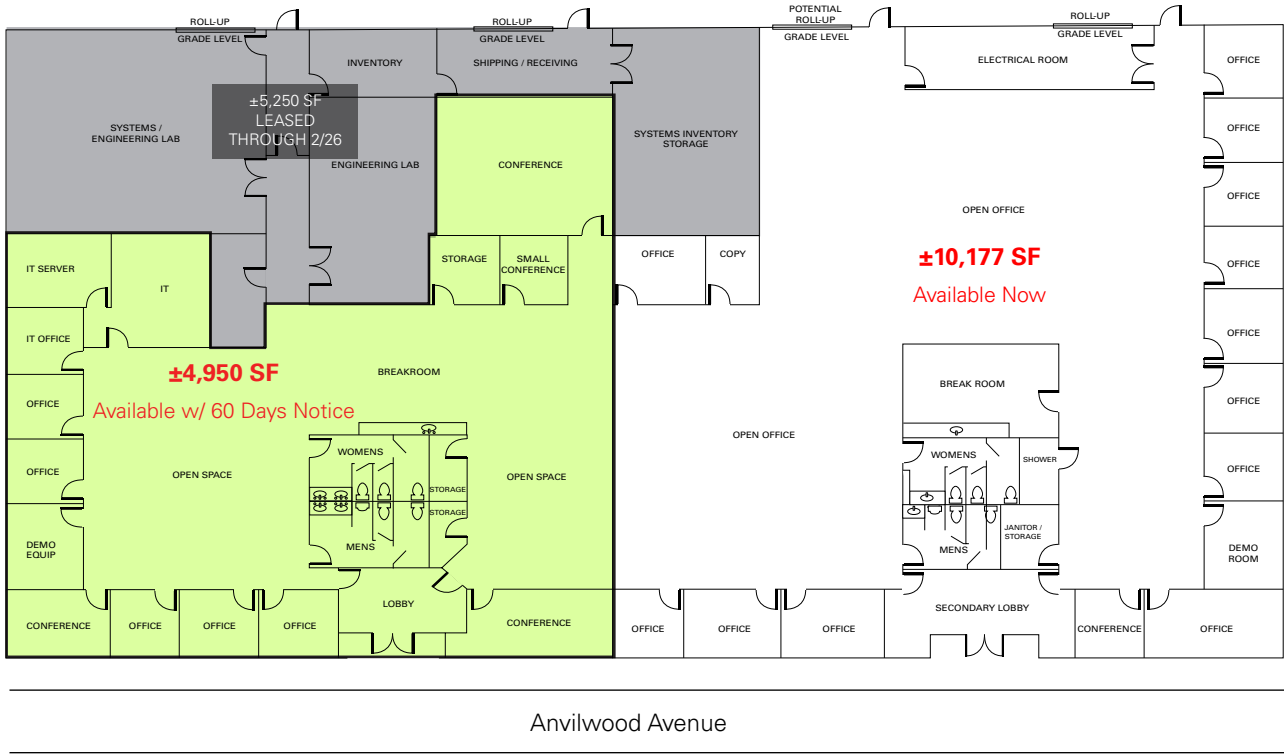 POTENTIAL
ROLL-UP
ROLL-UP
ROLL-UP
ROLL-UP
GRADE LEVEL
GRADE LEVEL
GRADE LEVEL
GRADE LEVEL
INVENTORY
SHIPPING / RECEIVING
ELECTRICAL ROOM
OFFICE
±5,250 SF
LEASED
THROUGH 2/26
SYSTEMS /
ENGINEERING LAB
SYSTEMS INVENTORY
STORAGE
OFFICE
ENGINEERING LAB
CONFERENCE
OFFICE
OPEN OFFICE
IT SERVER
IT
STORAGE
SMALL
CONFERENCE
OFFICE
COPY
±10,177 SF
Available Now
OFFICE
IT OFFICE
OFFICE
±4,950 SF
Available w/ 60 Days Notice
BREAKROOM
BREAK ROOM
OFFICE
OFFICE
OPEN OFFICE
WOMENS
WOMENS
SHOWER
OFFICE
OFFICE
OPEN SPACE
OPEN SPACE
STORAGE
STORAGE
MENS
MENS
JANITOR /
STORAGE
DEMO
EQUIP
DEMO
ROOM
LOBBY
SECONDARY LOBBY
CONFERENCE
OFFICE
OFFICE
OFFICE
CONFERENCE
OFFICE
OFFICE
OFFICE
CONFERENCE
OFFICE
Anvilwood Avenue